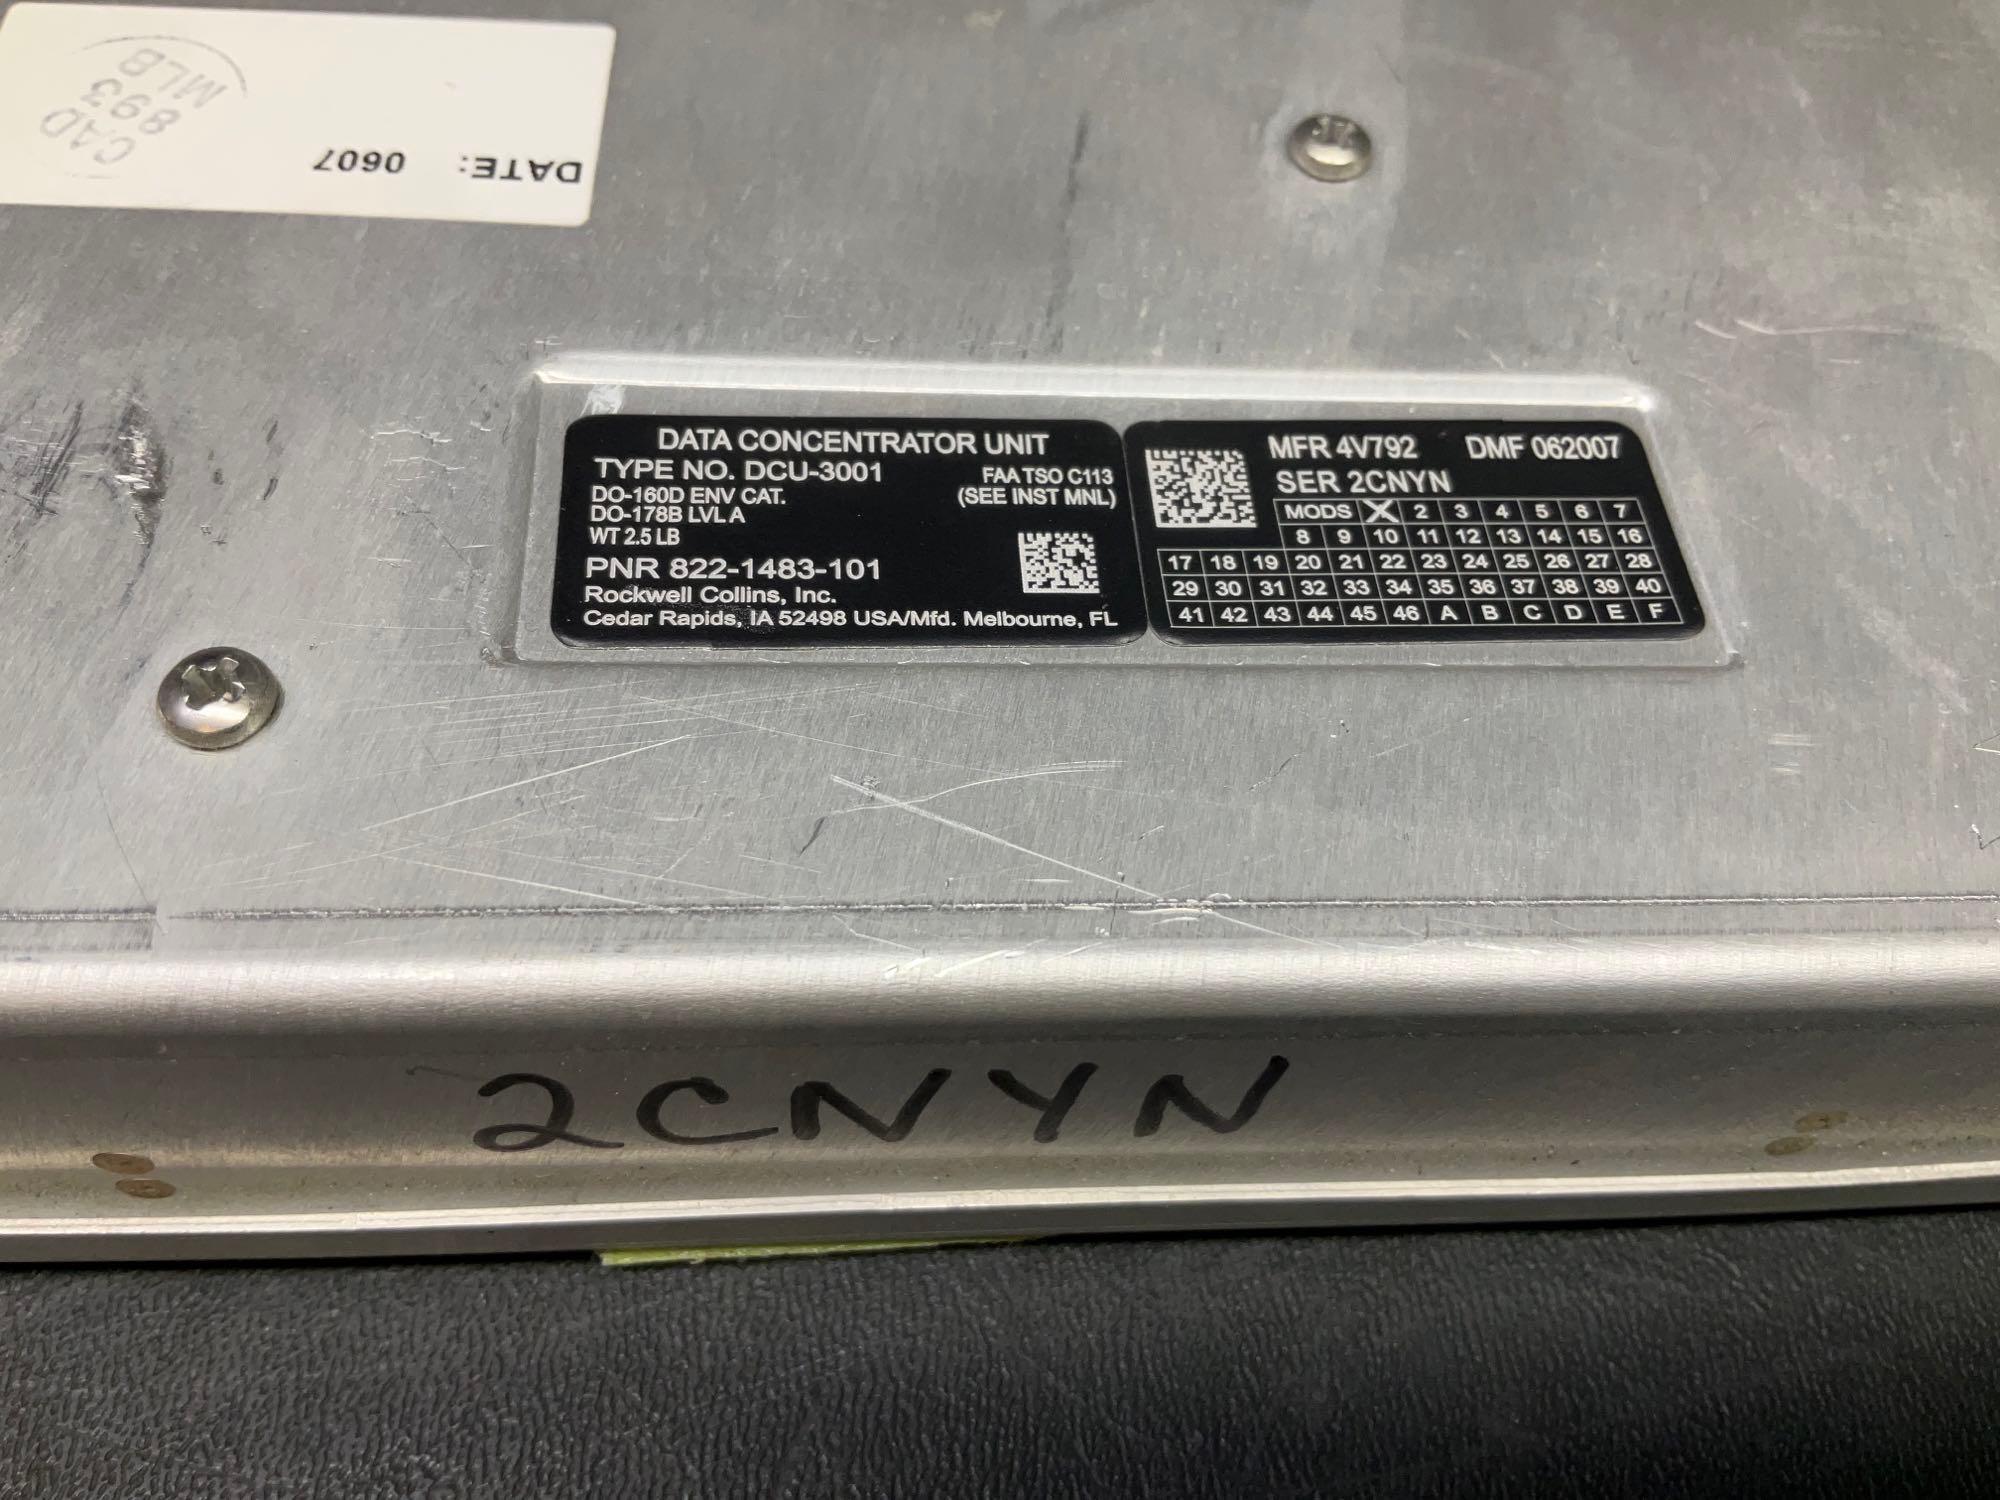 CAD
893
MLB
DATE: 0607
DATA CONCENTRATOR UNIT
TYPE NO. DCU-3001
FAA TSO C113
DO-160D ENV CAT.
(SEE INST MNL)
DO-178B LVL A
WT 2.5 LB
PNR 822-1483-101
Rockwell Collins, Inc.
Cedar Rapids, IA 52498 USA/Mfd. Melbourne, FL
MFR 4V792 DMF 062007
SER 2CNYN
MODS X 2 3 4 5 6 7
8 9 10 11 12 13 14 15 16
17 18 19 20 21 22 23 24 25 26 27 28
29 30 31 32 33 34 35 36 37 38 39 40
41 42 43 44 45 46 A B C D E F
2CNYN